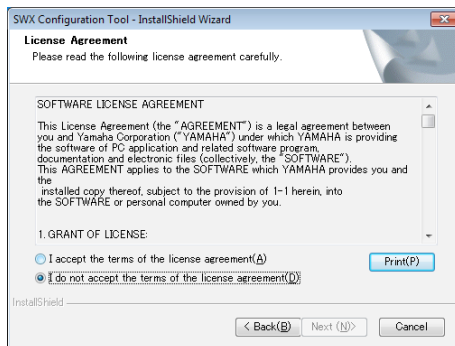 SWX Configuration Tool - InstallShield Wizard
License Agreement
Please read the following license agreement carefully.
SOFTWARE LICENSE AGREEMENT
This License Agreement (the "AGREEMENT") is a legal agreement between
you and Yamaha Corporation ("YAMAHA") under which YAMAHA is providing
the software of PC application and related software program,
documentation and electronic files (collectively, the "SOFTWARE").
This AGREEMENT applies to the SOFTWARE which YAMAHA provides you and
the
installed copy thereof, subject to the provision of 1-1 herein, into
the SOFTWARE or personal computer owned by you.
1. GRANT OF LICENSE:
I accept the terms of the license agreement(A)
Print(P)
I do not accept the terms of the license agreement(D)
InstallShield
< Back(B)
Next (N)>
Cancel